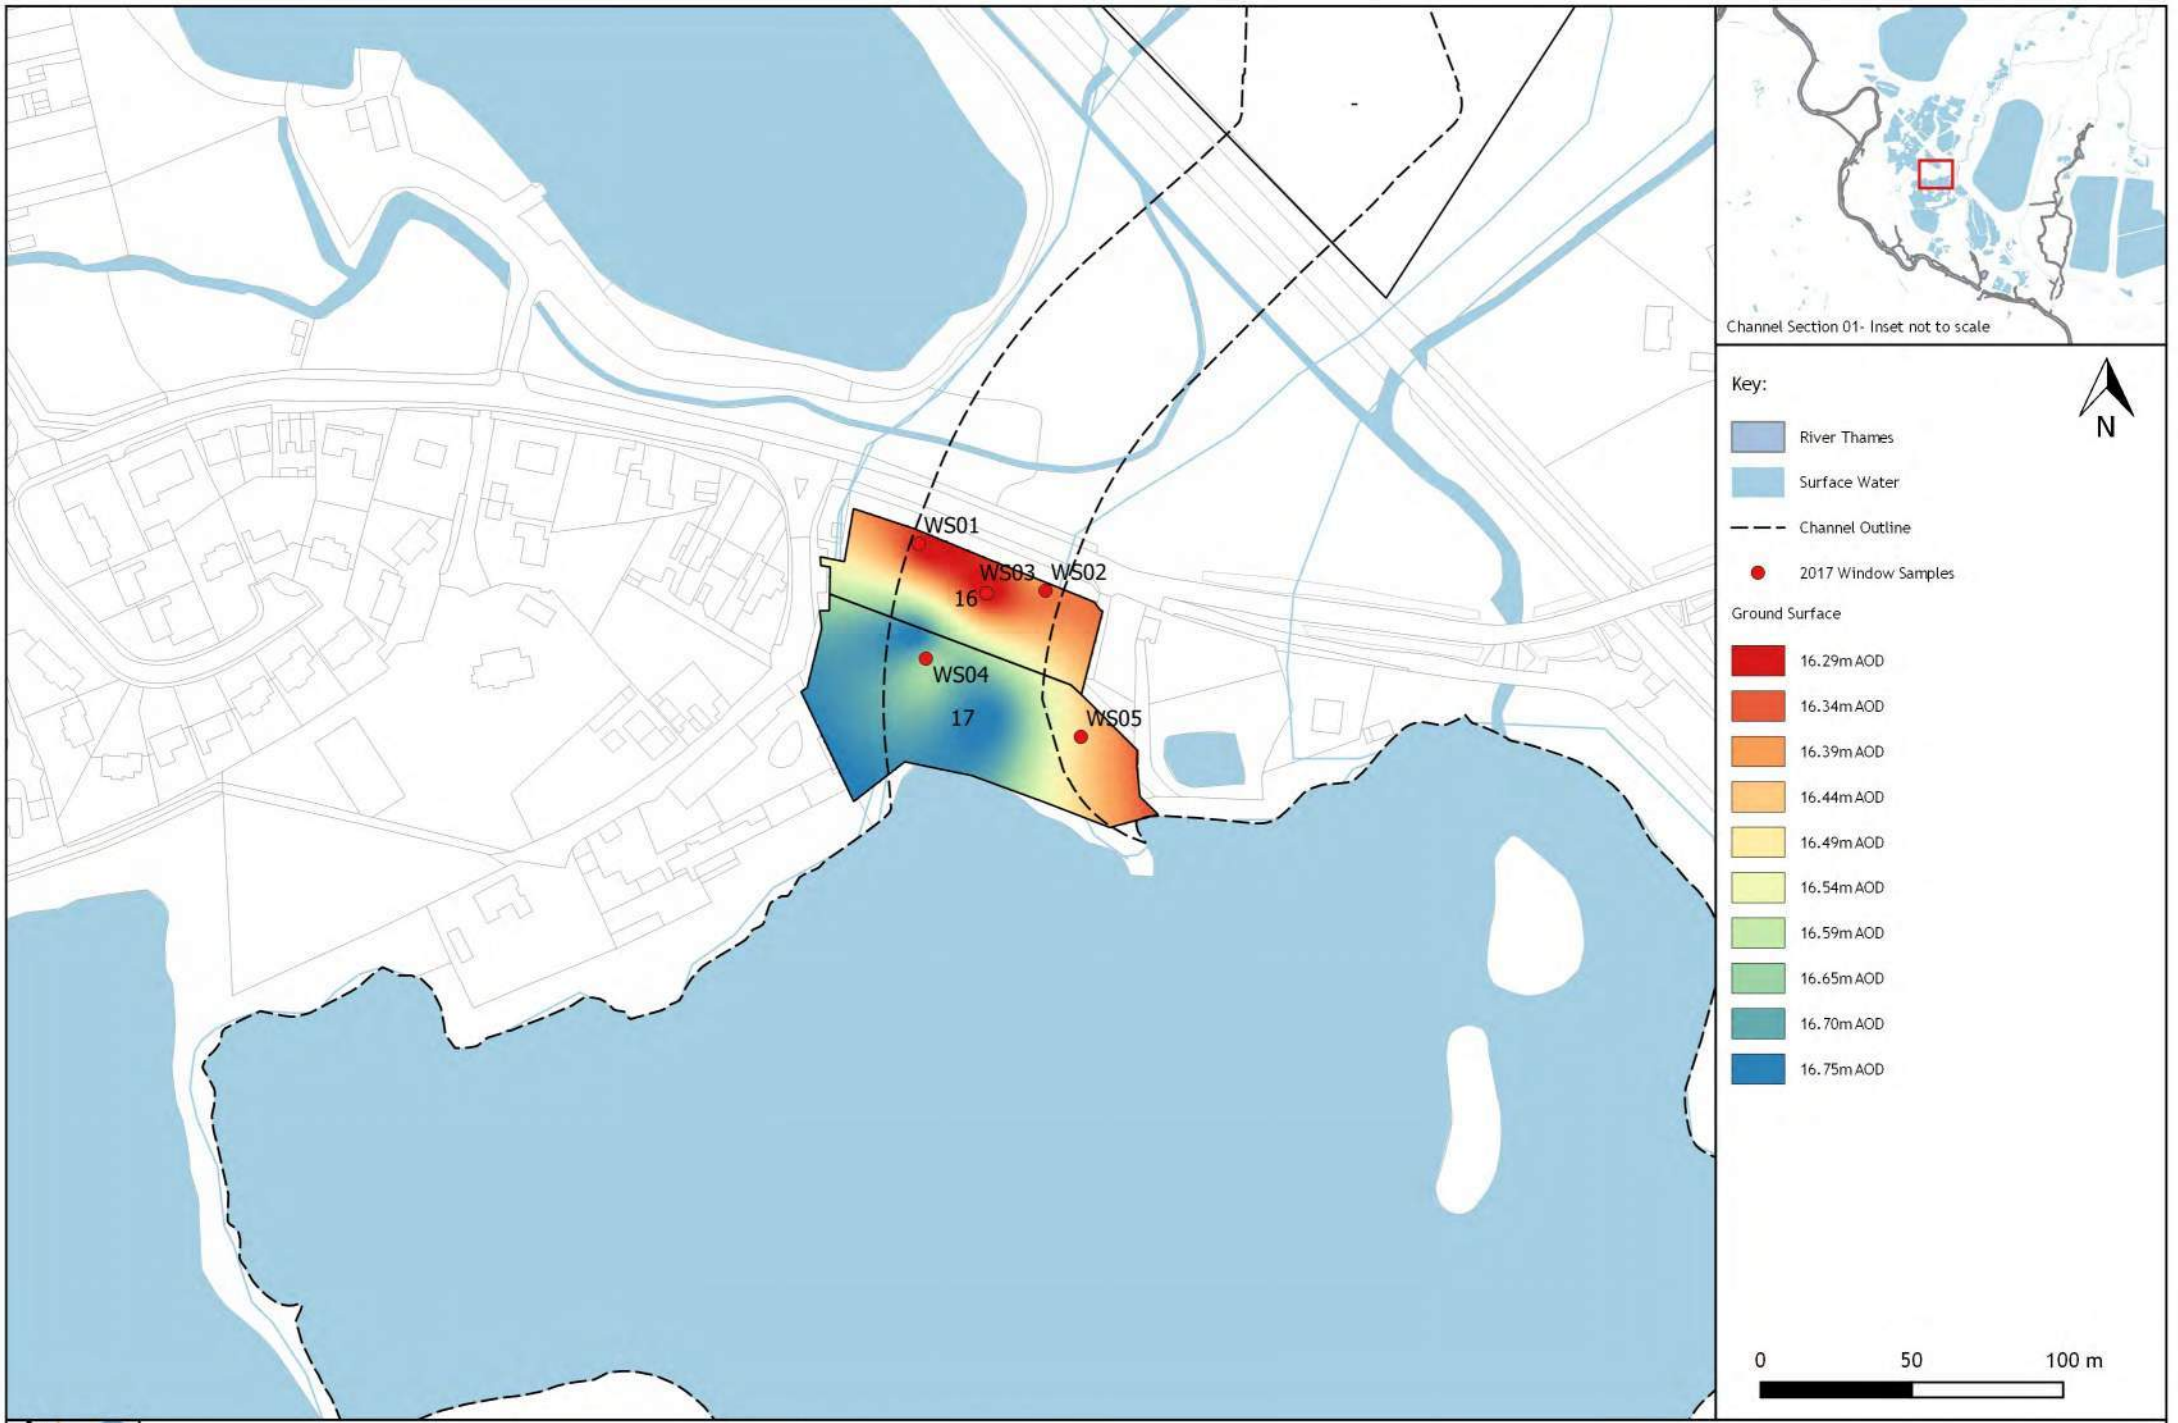 WS01
WS03
WS02
16
WS04
17
WS05
Channel Section 01- Inset not to scale
Key:
N
River Thames
Surface Water
Channel Outline
2017 Window Samples
Ground Surface
16.29m AOD
16.34m AOD
16.39m AOD
16.44m AOD
16.49m AOD
16.54m AOD
16.59m AOD
16.65m AOD
16.70m AOD
16.75m AOD
0 50 100 m